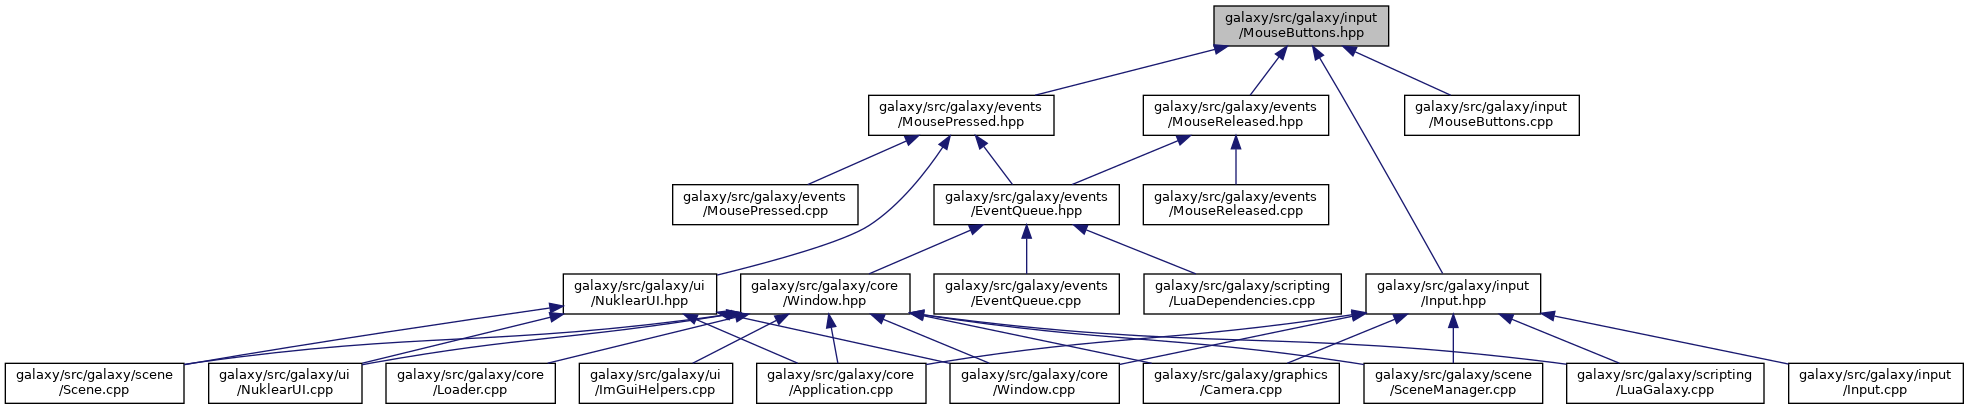 galaxy/src/galaxy/input
/MouseButtons.hpp
galaxy/src/galaxy/events
/MousePressed.hpp
galaxy/src/galaxy/events
/MouseReleased.hpp
galaxy/src/galaxy/input
/MouseButtons.cpp
galaxy/src/galaxy/events
/MousePressed.cpp
galaxy/src/galaxy/events
/EventQueue.hpp
galaxy/src/galaxy/events
/MouseReleased.cpp
galaxy/src/galaxy/ui
/NuklearUI.hpp
galaxy/src/galaxy/core
/Window.hpp
galaxy/src/galaxy/events
/EventQueue.cpp
galaxy/src/galaxy/scripting
/LuaDependencies.cpp
galaxy/src/galaxy/input
/Input.hpp
galaxy/src/galaxy/scene
/Scene.cpp
galaxy/src/galaxy/ui
/NuklearUI.cpp
galaxy/src/galaxy/core
/Loader.cpp
galaxy/src/galaxy/ui
/ImGuiHelpers.cpp
galaxy/src/galaxy/core
/Application.cpp
galaxy/src/galaxy/core
/Window.cpp
galaxy/src/galaxy/graphics
/Camera.cpp
galaxy/src/galaxy/scene
/SceneManager.cpp
galaxy/src/galaxy/scripting
/LuaGalaxy.cpp
galaxy/src/galaxy/input
/Input.cpp